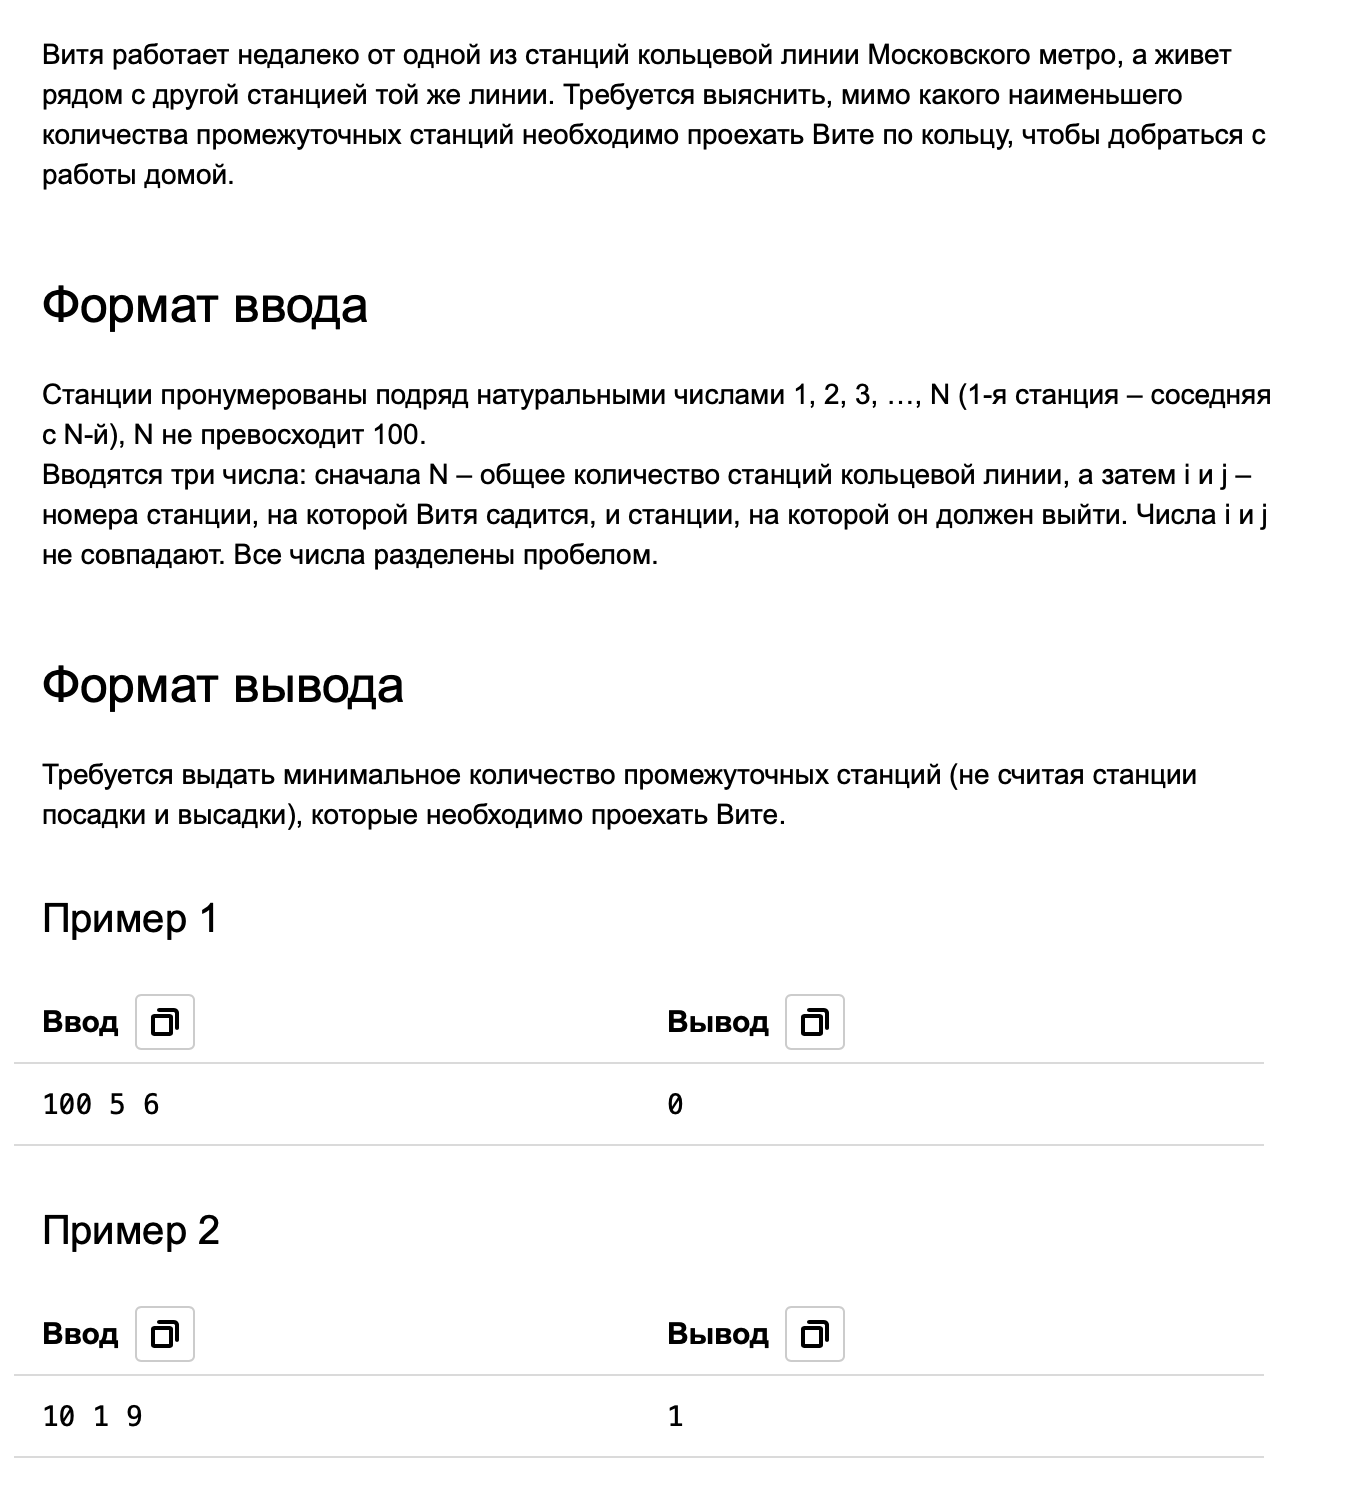 Витя работает недалеко от одной из станций кольцевой линии Московского метро, а живет
рядом с другой станцией той же линии. Требуется выяснить, мимо какого наименьшего
количества промежуточных станций необходимо проехать Вите по кольцу, чтобы добраться с
работы домой.
Формат ввода
Станции пронумерованы подряд натуральными числами 1, 2, 3, …, N (1-я станция – соседняя
с N-й), N не превосходит 100.
Вводятся три числа: сначала N – общее количество станций кольцевой линии, а затем i и j –
номера станции, на которой Витя садится, и станции, на которой он должен выйти. Числа i и j
не совпадают. Все числа разделены пробелом.
Формат вывода
Требуется выдать минимальное количество промежуточных станций (не считая станции
посадки и высадки), которые необходимо проехать Вите.
Пример 1
Ввод Вывод
100 5 6 0
Пример 2
Ввод Вывод
10 1 9 1